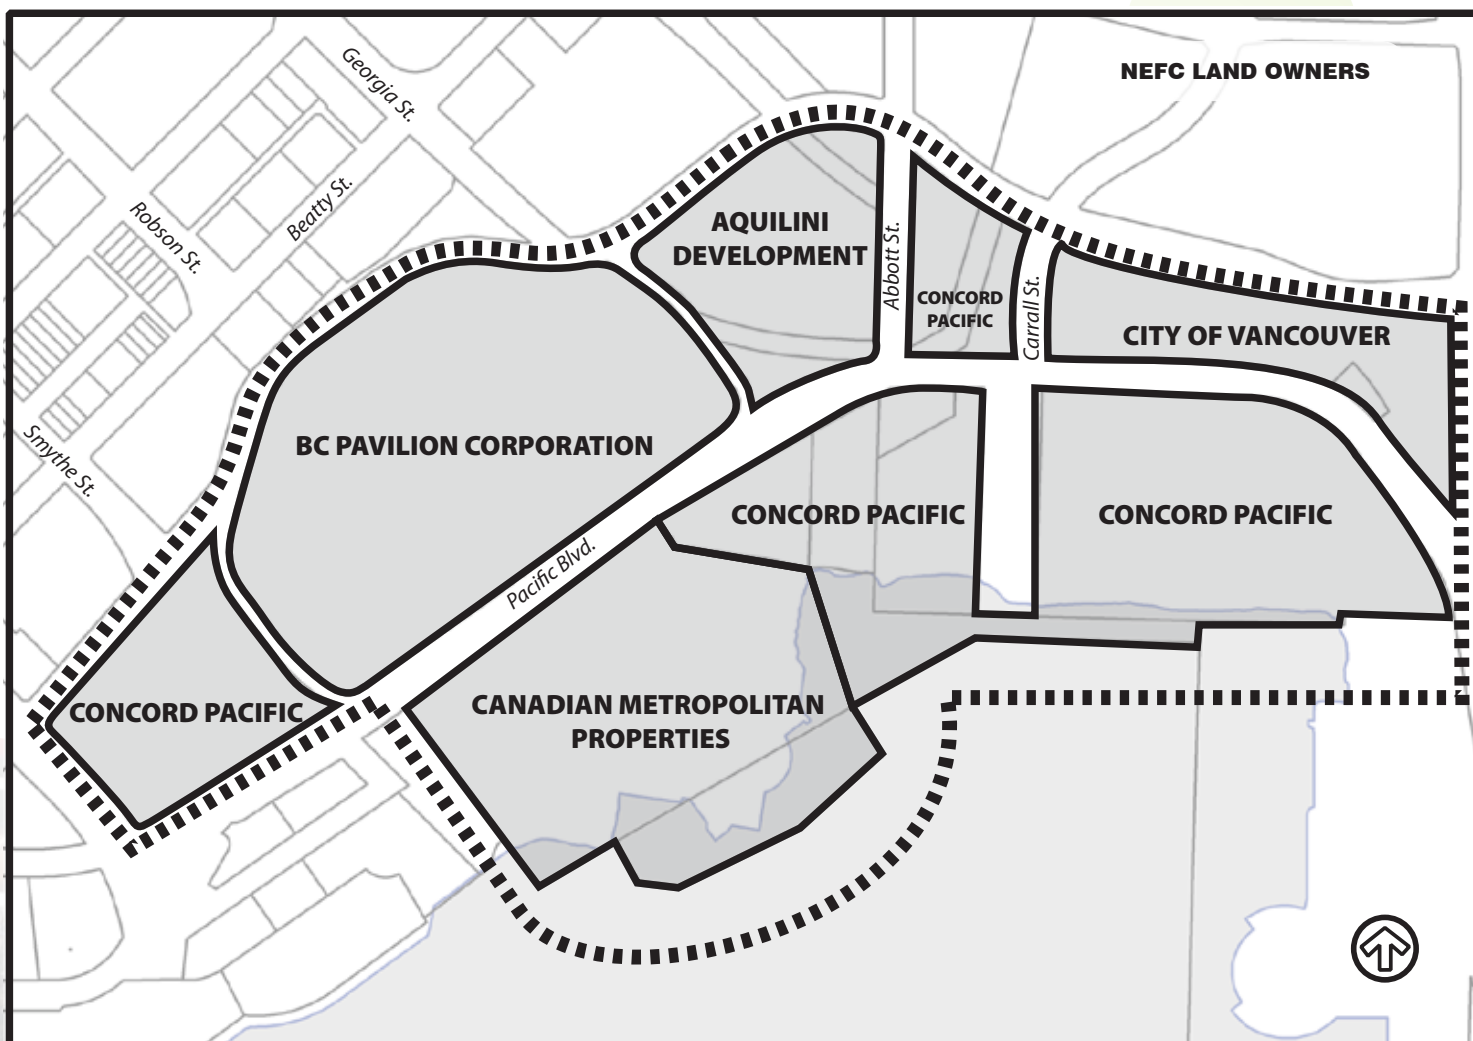 NEFC LAND OWNERS
Georgia St.
Robson St.
Beatty St.
Smythe St.
AQUILINI
DEVELOPMENT
Abbott St.
CONCORD
PACIFIC
Carrall St.
CITY OF VANCOUVER
BC PAVILION CORPORATION
CONCORD PACIFIC
CONCORD PACIFIC
Pacific Blvd.
CONCORD PACIFIC
CANADIAN METROPOLITAN
PROPERTIES